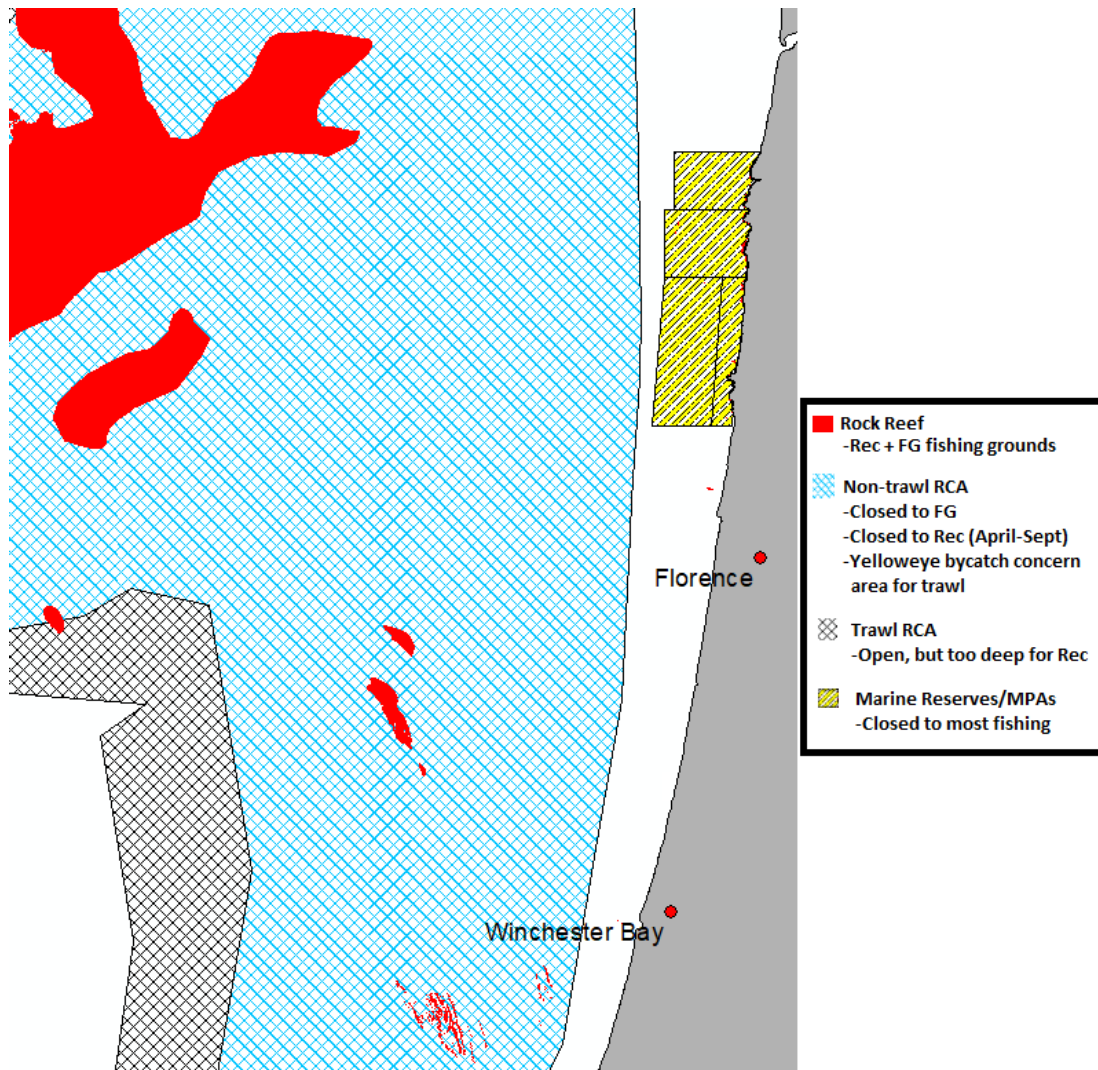 Florence
Winchester Bay
Rock Reef
-Rec + FG fishing grounds
Non-trawl RCA
-Closed to FG
-Closed to Rec (April-Sept)
-Yelloweye bycatch concern
area for trawl
Trawl RCA
-Open, but too deep for Rec
Marine Reserves/MPAs
-Closed to most fishing